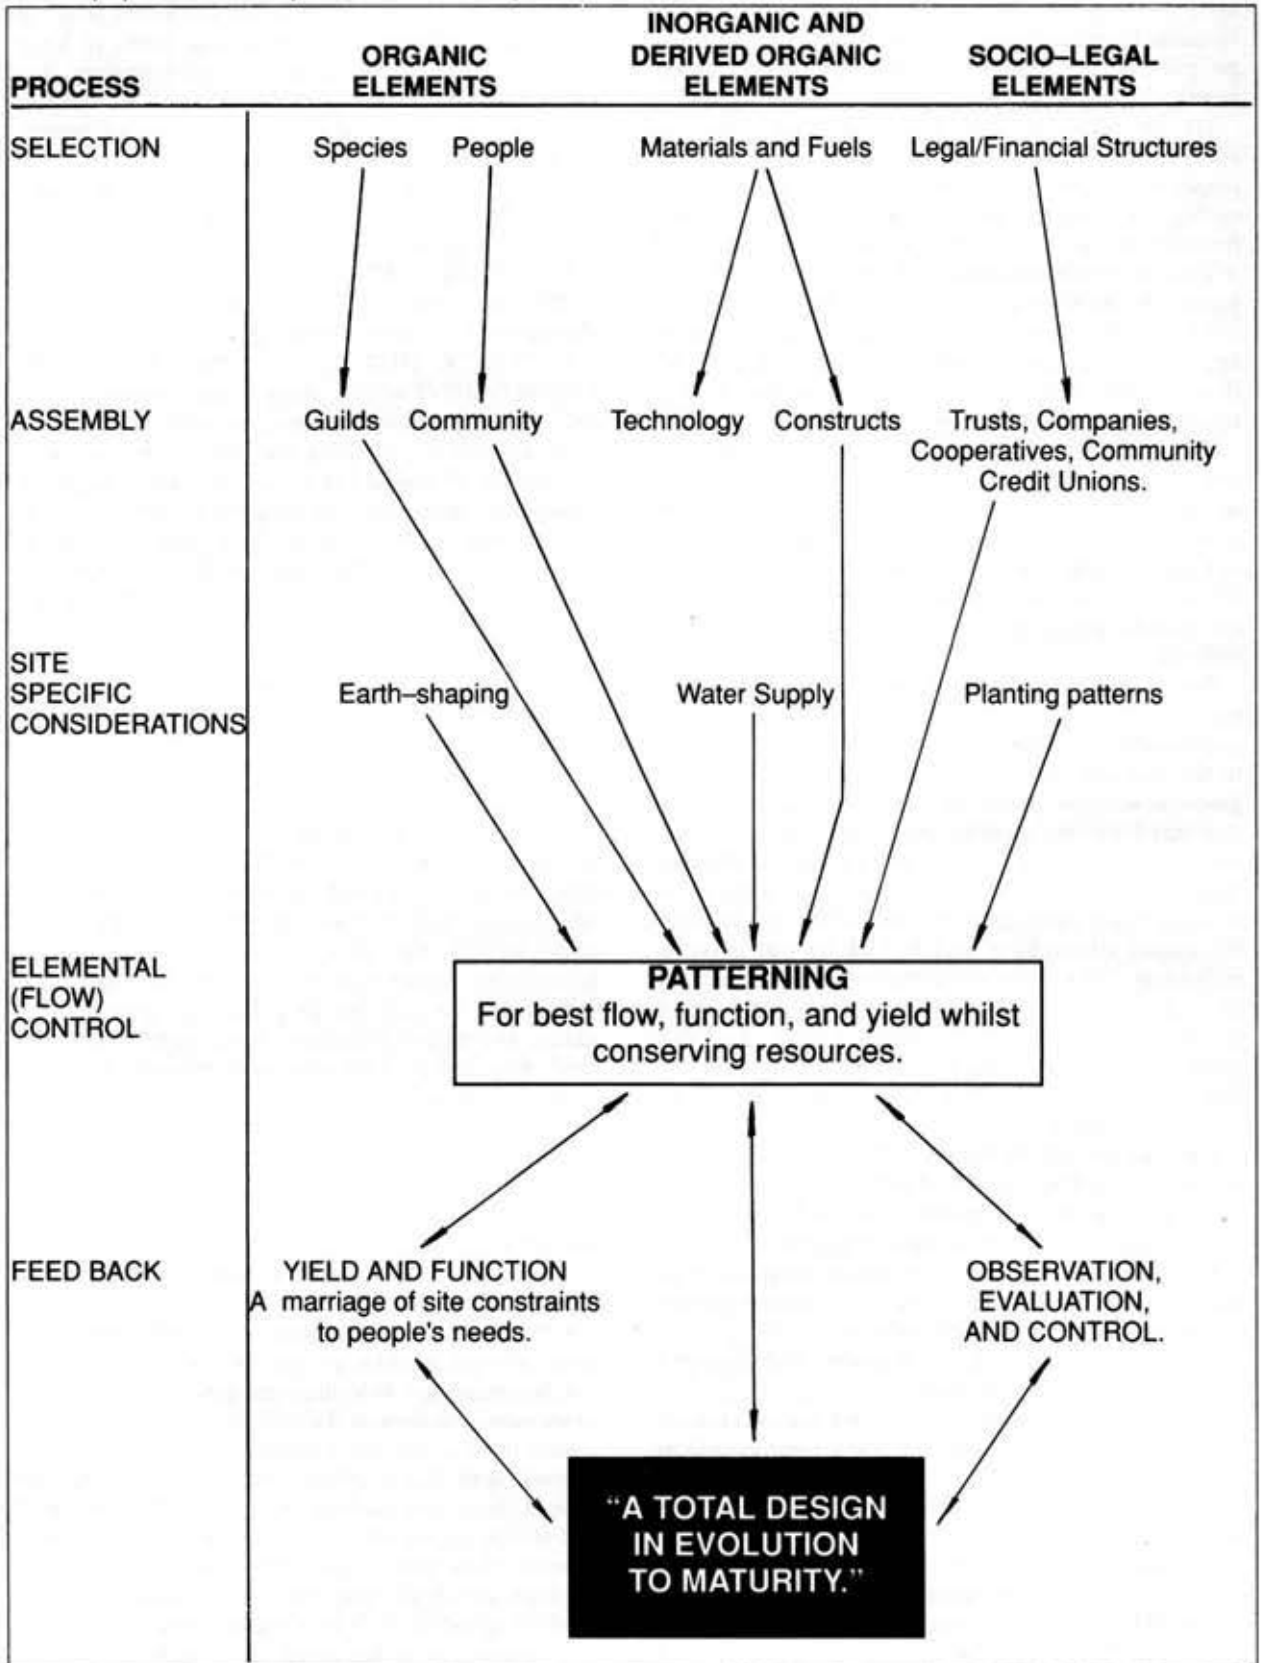 INORGANIC AND
ORGANIC DERIVED ORGANIC SOCIO–LEGAL
PROCESS ELEMENTS ELEMENTS ELEMENTS
SELECTION Species People Materials and Fuels Legal/Financial Structures
ASSEMBLY Guilds Community Technology Constructs Trusts, Companies,
Cooperatives, Community
Credit Unions.
SITE
SPECIFIC Earth–shaping Water Supply Planting patterns
CONSIDERATIONS
ELEMENTAL PATTERNING
(FLOW) For best flow, function, and yield whilst
CONTROL conserving resources.
FEED BACK YIELD AND FUNCTION OBSERVATION,
A marriage of site constraints EVALUATION,
to people's needs. AND CONTROL.
“A TOTAL DESIGN
IN EVOLUTION
TO MATURITY.”